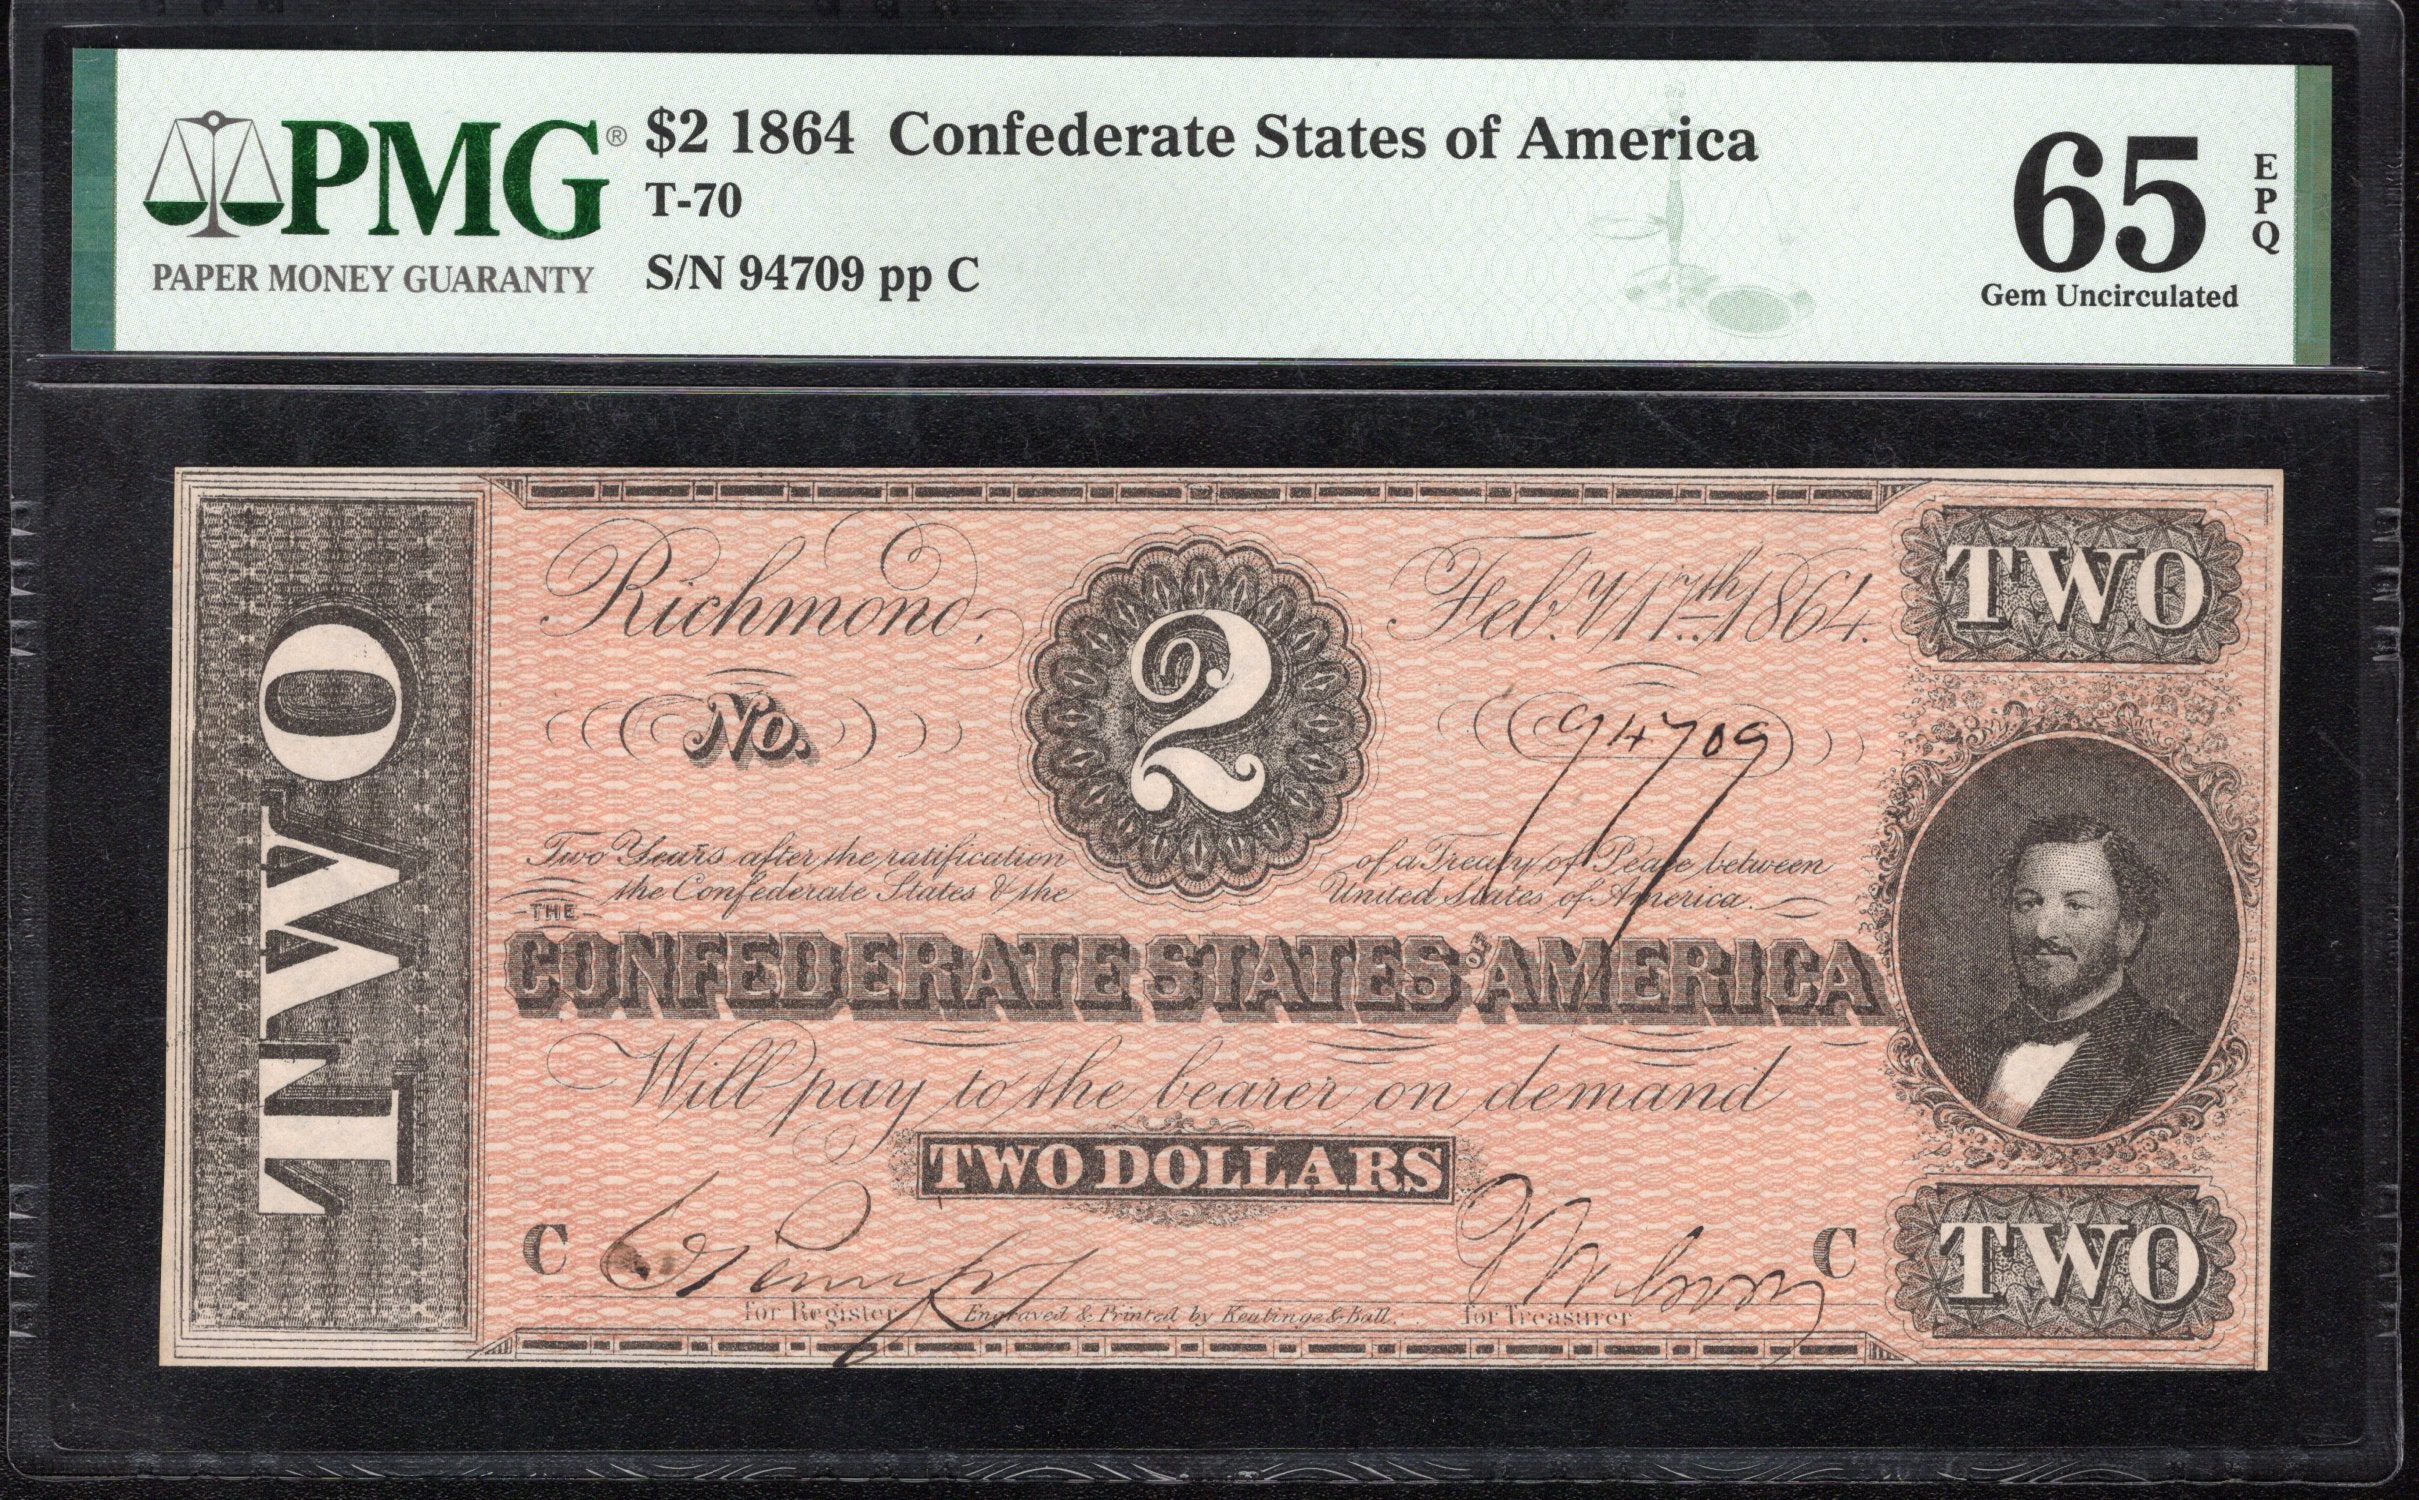 PMG®
PAPER MONEY GUARANTY
$2 1864 Confederate States of America
T-70
S/N 94709 pp C
65
EPQ
Gem Uncirculated
TWO
Richmond,
2
Feb.y 17th 1864.
TWO
No.
94709
Two Years after the ratification of a Treaty of Peace between
the Confederate States & the United States of America.
THE
CONFEDERATE STATES OF AMERICA
Will pay to the bearer on demand
TWO DOLLARS
C
C
TWO
for Register
Engraved & Printed by Keatinge & Ball.
for Treasurer